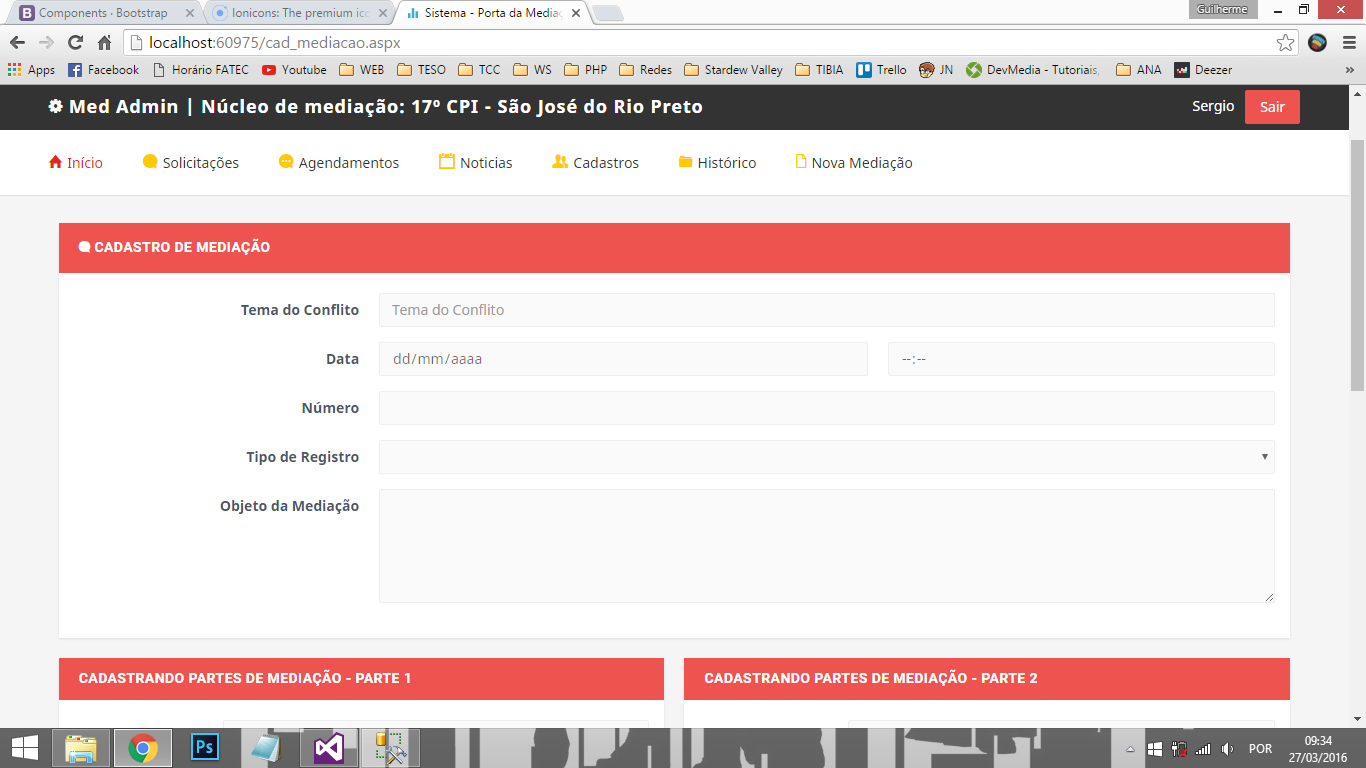 Components · Bootstrap
Ionicons: The premium ico
Sistema - Porta da Mediaç
Guilherme
localhost:60975/cad_mediacao.aspx
Apps Facebook Horário FATEC Youtube WEB TESO TCC WS PHP Redes Stardew Valley TIBIA Trello JN DevMedia - Tutoriais, ANA Deezer »
Med Admin | Núcleo de mediação: 17º CPI - São José do Rio Preto
Sergio Sair
Início Solicitações Agendamentos Noticias Cadastros Histórico Nova Mediação
CADASTRO DE MEDIAÇÃO
Tema do Conflito Tema do Conflito
Data dd/mm/aaaa --:--
Número
Tipo de Registro
Objeto da Mediação
CADASTRANDO PARTES DE MEDIAÇÃO - PARTE 1
CADASTRANDO PARTES DE MEDIAÇÃO - PARTE 2
Ps
POR
09:34
27/03/2016